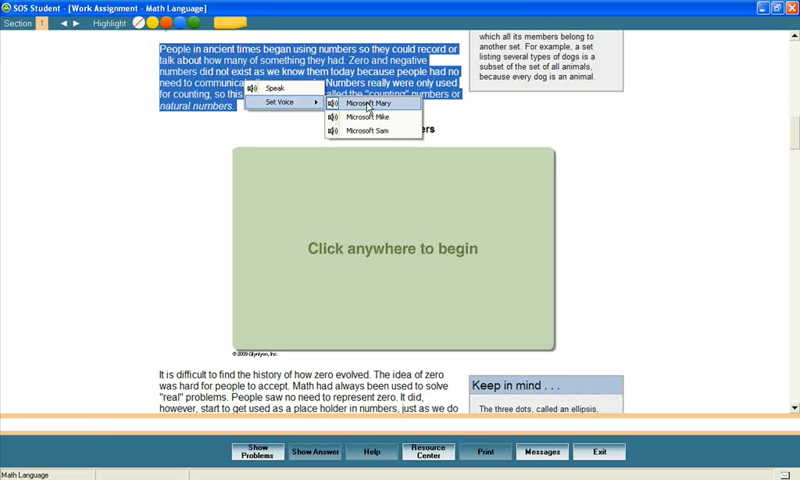 SOS Student - [Work Assignment - Math Language]
Section 1 Highlight
People in ancient times began using numbers so they could record or
talk about how many of something they had. Zero and negative
numbers did not exist as we know them today because people had no
need to communicat Numbers really were only used
for counting, so this called the "counting" numbers or
natural numbers.
Speak
Set Voice
Microsoft Mary
Microsoft Mike
Microsoft Sam
ers
which all its members belong to
another set. For example, a set
listing several types of dogs is a
subset of the set of all animals,
because every dog is an animal.
Click anywhere to begin
© 2009 Glynlyon, Inc.
It is difficult to find the history of how zero evolved. The idea of zero
was hard for people to accept. Math had always been used to solve
"real" problems. People saw no need to represent zero. It did,
however, start to get used as a place holder in numbers, just as we do
Keep in mind . . .
The three dots, called an ellipsis,
Show Problems
Show Answer
Help
Resource Center
Print
Messages
Exit
Math Language